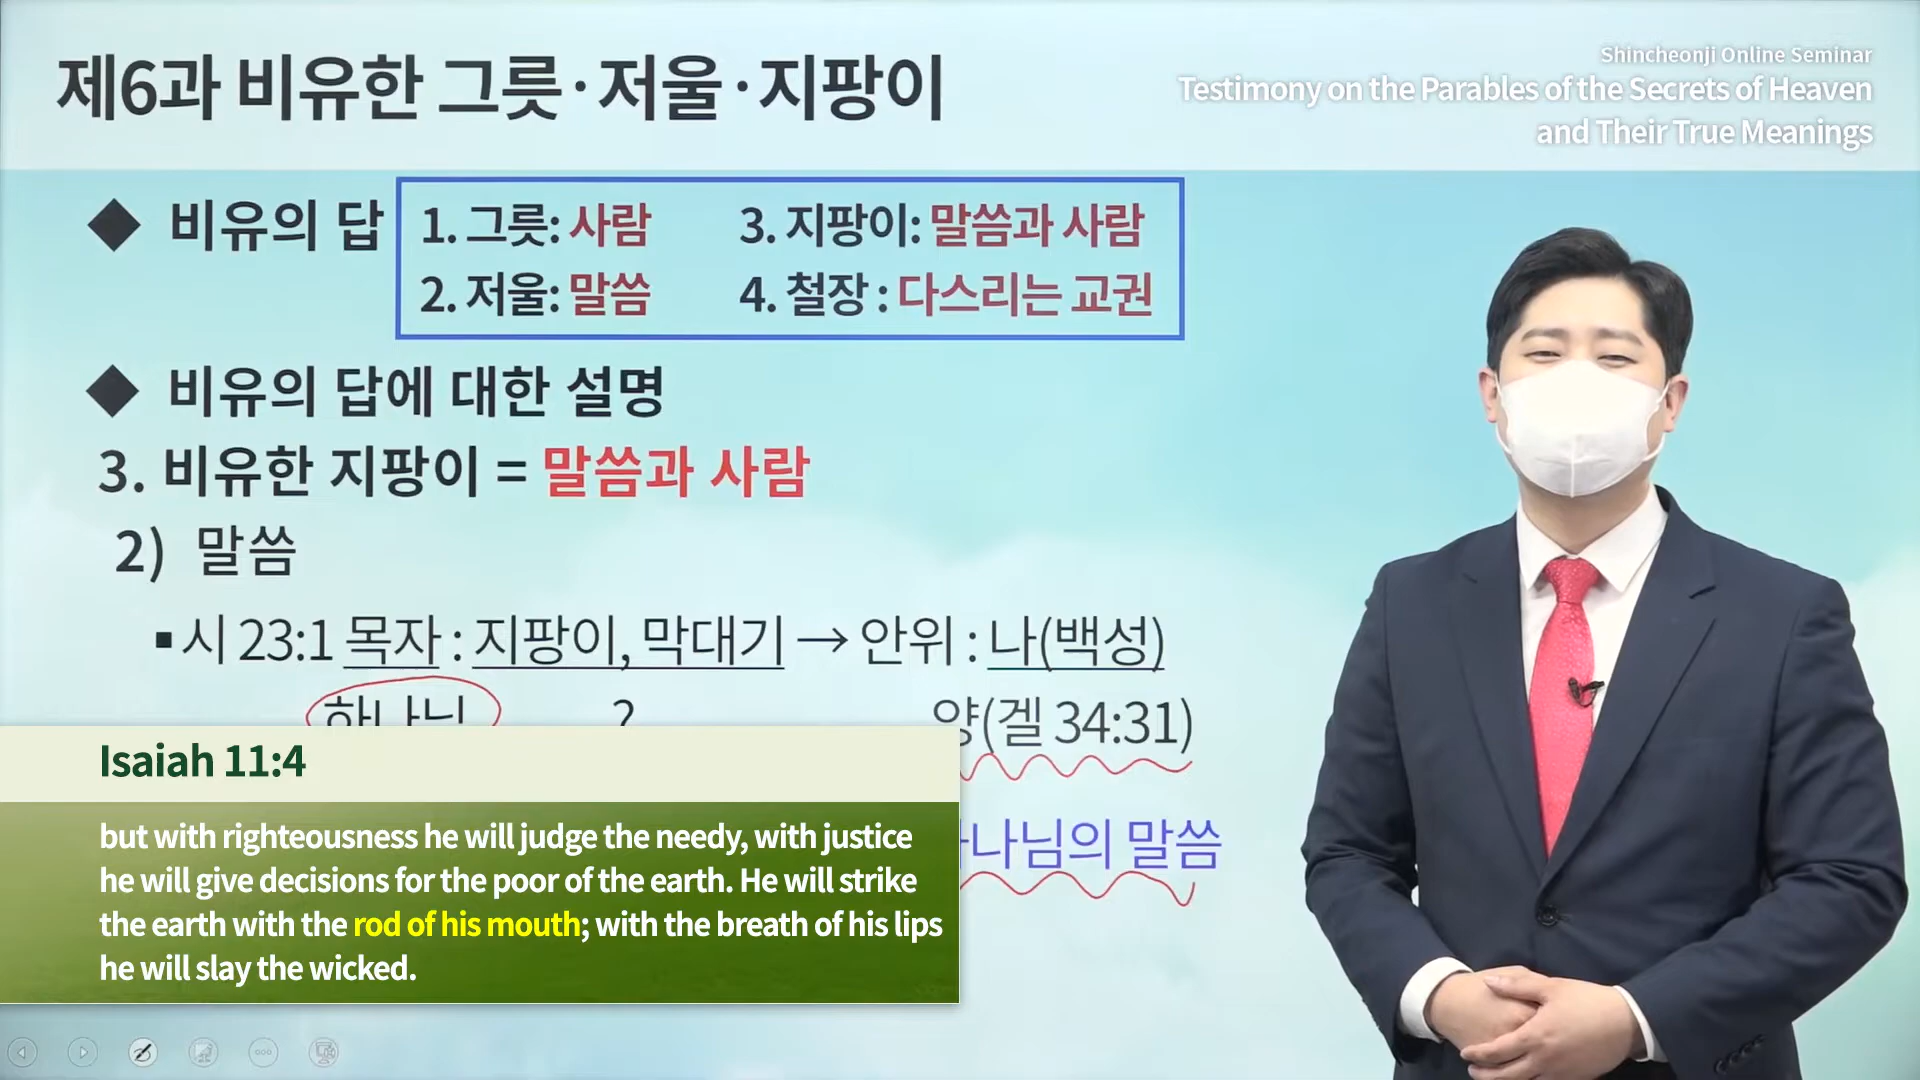 제6과 비유한 그릇·저울·지팡이
Shincheonji Online Seminar
Testimony on the Parables of the Secrets of Heaven
and Their True Meanings
◆ 비유의 답
1. 그릇: 사람 3. 지팡이: 말씀과 사람
2. 저울: 말씀 4. 철장 : 다스리는 교권
◆ 비유의 답에 대한 설명
3. 비유한 지팡이 = 말씀과 사람
2) 말씀
▪시 23:1 목자 : 지팡이, 막대기 → 안위 : 나(백성)
하나님 ? 양(겔 34:31)
하나님의 말씀
Isaiah 11:4
but with righteousness he will judge the needy, with justice
he will give decisions for the poor of the earth. He will strike
the earth with the rod of his mouth; with the breath of his lips
he will slay the wicked.